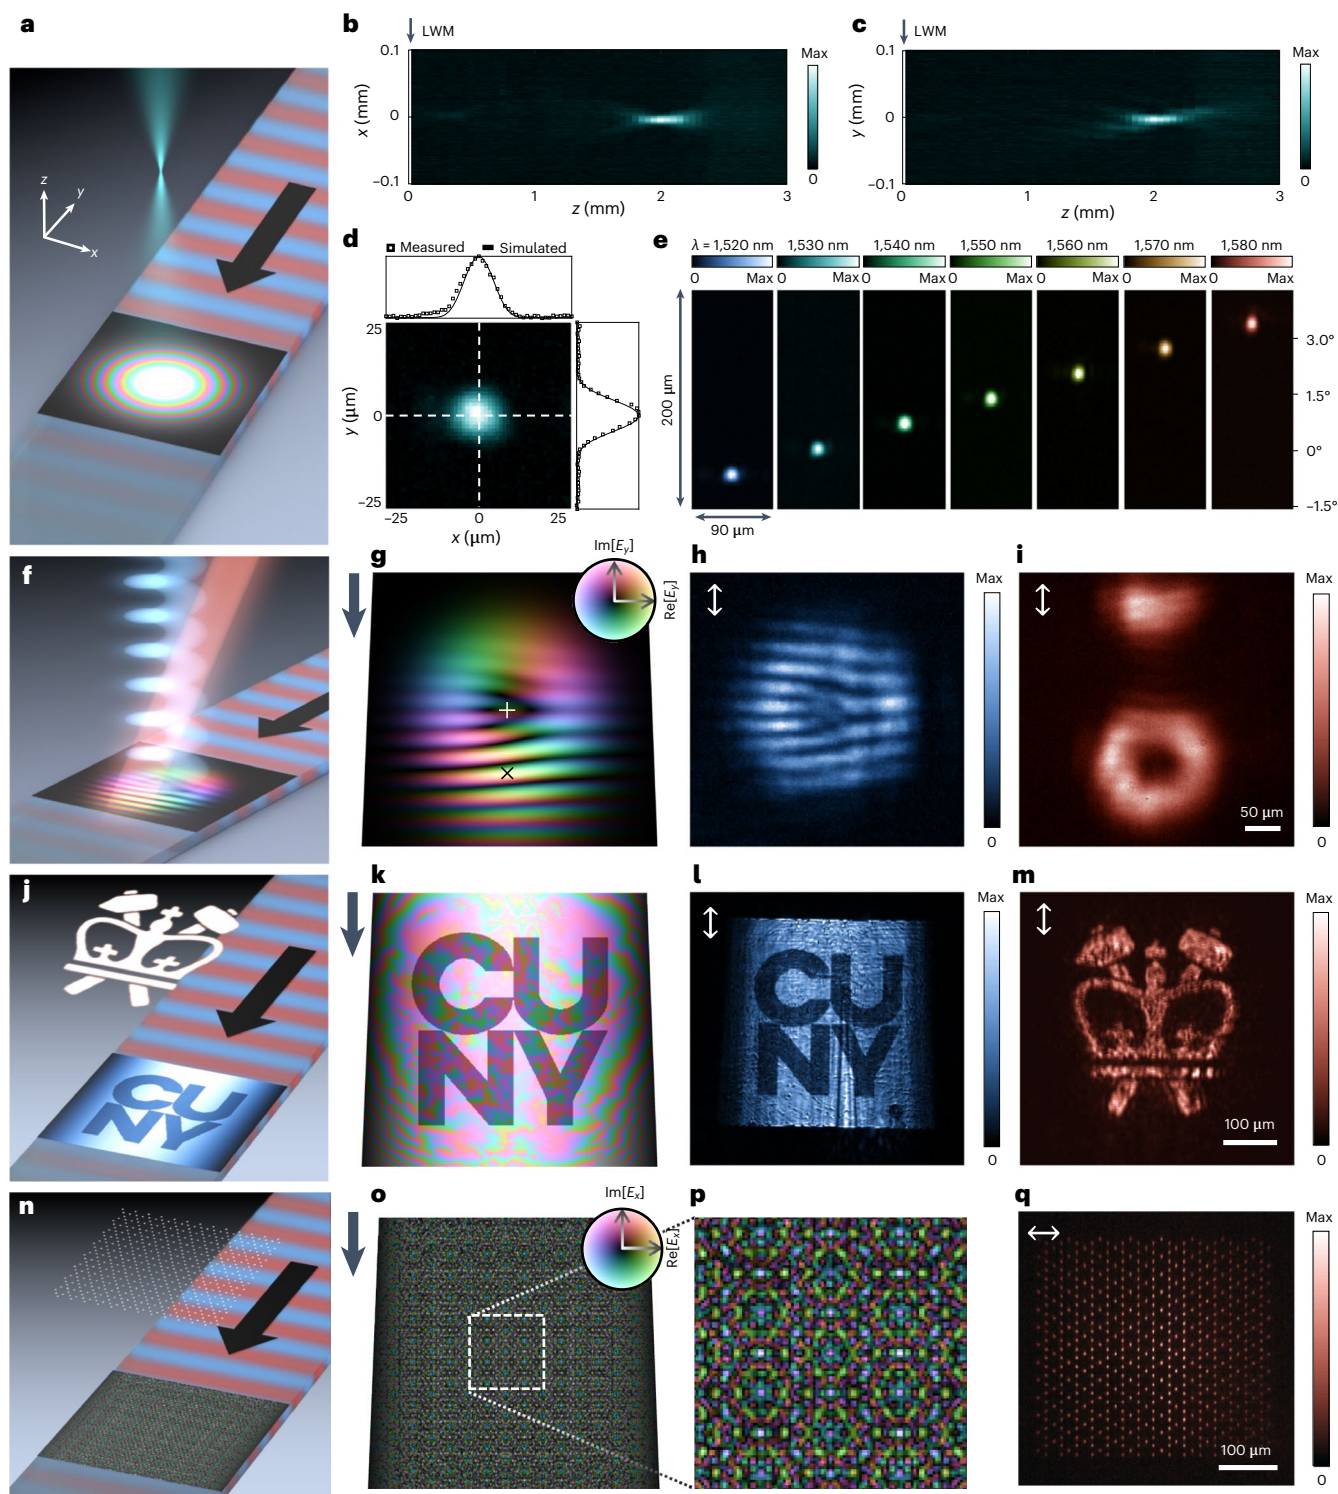 a
z
y
x
b
LWM
0.1
0
–0.1
x (mm)
0
1
2
3
z (mm)
Max
0
c
LWM
0.1
0
–0.1
y (mm)
0
1
2
3
z (mm)
Max
0
d
Measured
Simulated
25
0
–25
y (μm)
–25
0
25
x (μm)
e
λ = 1,520 nm
1,530 nm
1,540 nm
1,550 nm
1,560 nm
1,570 nm
1,580 nm
0 Max
0 Max
0 Max
0 Max
0 Max
0 Max
0 Max
200 μm
90 μm
3.0°
1.5°
0°
–1.5°
f
g
Im[Ey]
Re[Ey]
h
Max
0
i
Max
0
50 μm
j
CU
NY
k
CU
NY
l
CU
NY
Max
0
m
Max
0
100 μm
n
o
Im[Ex]
Re[Ex]
p
q
Max
0
100 μm